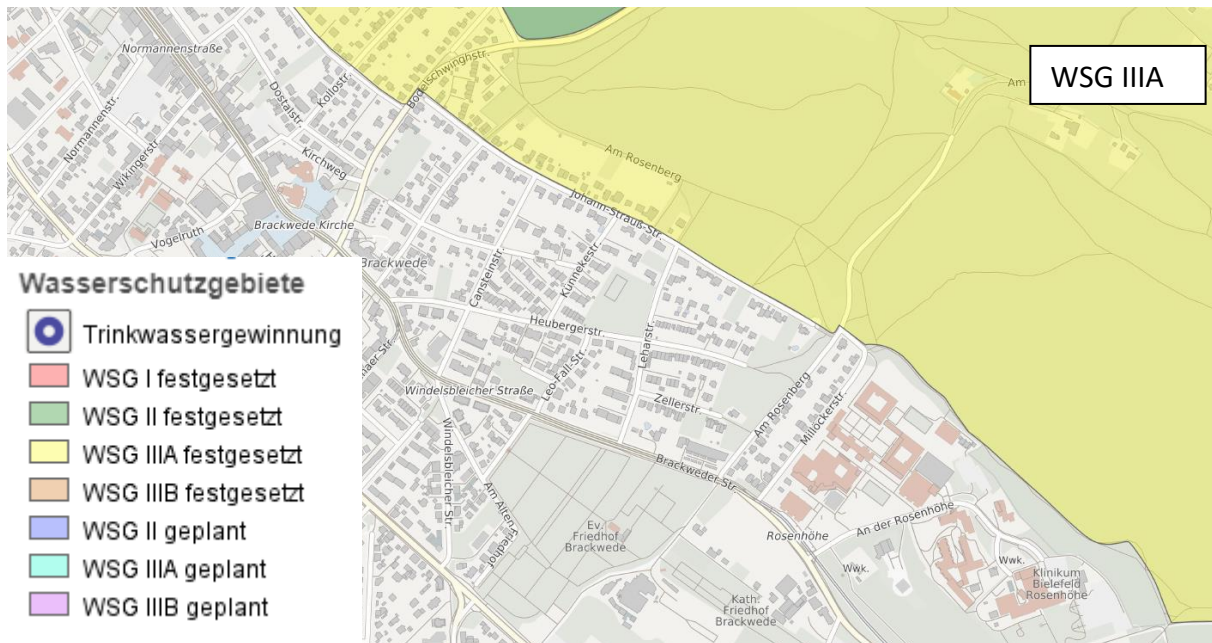 Normannenstraße
WSG IIIA
Am
Bodelschwinghstr.
Kollostr.
Dostalstr.
Normannenstr.
Wikingerstr.
Kirchweg
Am Rosenberg
Johann-Strauß-Str.
Vogelruth
Brackwede Kirche
Brackwede
Cansteinstr.
Künnekestr.
Wasserschutzgebiete
Trinkwassergewinnung
WSG I festgesetzt
WSG II festgesetzt
WSG IIIA festgesetzt
WSG IIIB festgesetzt
WSG II geplant
WSG IIIA geplant
WSG IIIB geplant
Heubergerstr.
Leharstr.
Leo-Fall-Str.
Windelsbleicher Straße
Zellerstr.
Am Rosenberg
Millöckerstr.
Windelsbleicher Str.
Am Alten Friedhof
Brackweder Str.
Ev.
Friedhof
Brackwede
Rosenhöhe
An der Rosenhöhe
Wwk.
Wwk.
Klinikum
Bielefeld
Rosenhöhe
Kath.
Friedhof
Brackwede